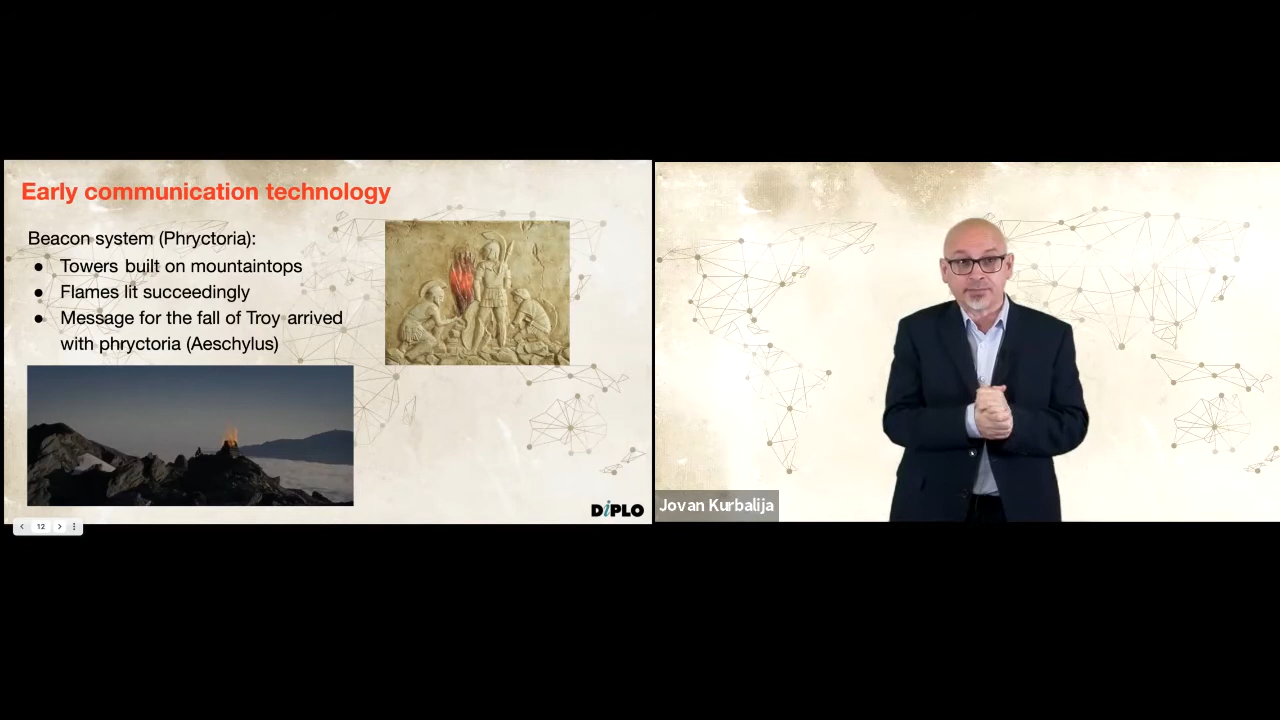 Early communication technology
Beacon system (Phryctoria):
● Towers built on mountaintops
● Flames lit succeedingly
● Message for the fall of Troy arrived
with phryctoria (Aeschylus)
DiPLO
12
Jovan Kurbalija